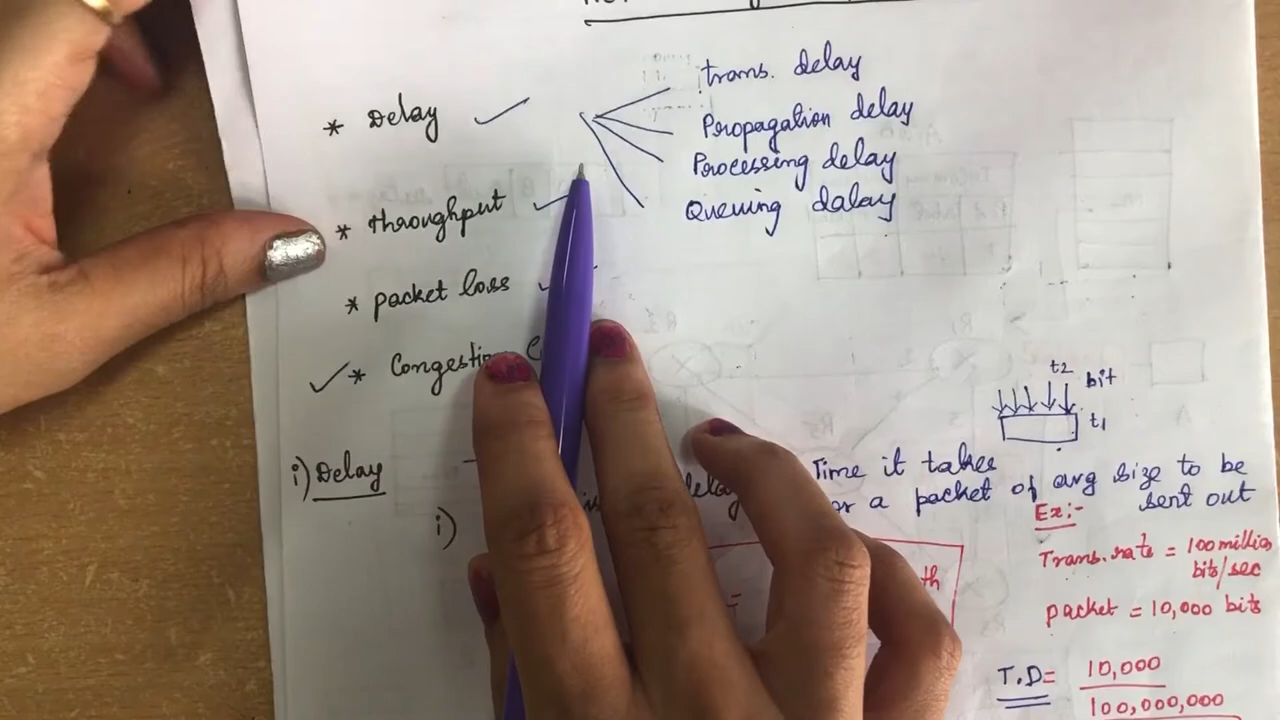 * Delay
trans. delay
Propagation delay
Processing delay
Queuing dalay
* throughput
* packet loss
* Congestion
t2
bit
t1
i) Delay
Time it takes
a packet of avg size to be
sent out
i)
delay
Ex:-
Trans. rate = 100 million
bits/sec
packet = 10,000 bits
th
=
T.D = 10,000
100,000,000